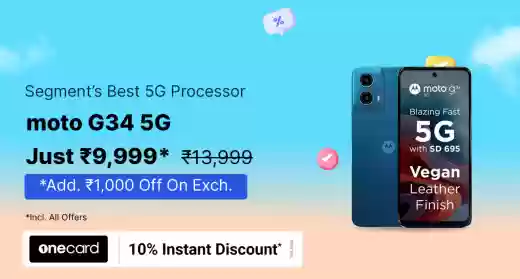 %
Segment's Best 5G Processor
moto G34 5G
Just ₹9,999* ₹13,999
*Add. ₹1,000 Off On Exch.
*Incl. All Offers
onecard
10% Instant Discount*
moto g34
Blazing Fast
5G
with SD 695
Vegan
Leather
Finish